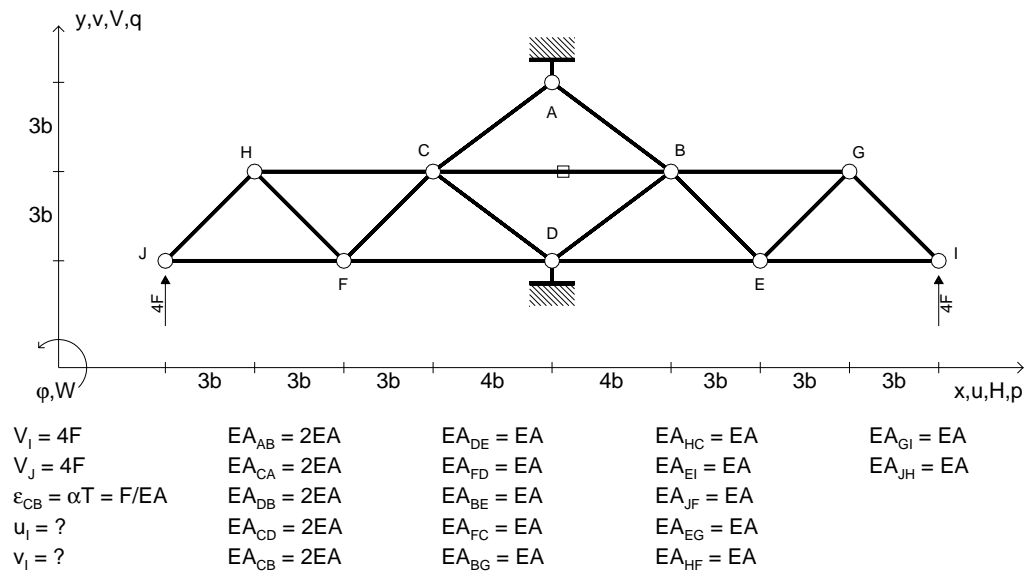 y,v,V,q
A
3b
H
C
B
G
3b
D
J
I
F
E
4F
4F
3b
3b
3b
4b
4b
3b
3b
3b
φ,W
x,u,H,p
V_I = 4F
EA_AB = 2EA
EA_DE = EA
EA_HC = EA
EA_GI = EA
V_J = 4F
EA_CA = 2EA
EA_FD = EA
EA_EI = EA
EA_JH = EA
ε_CB = αT = F/EA
EA_DB = 2EA
EA_BE = EA
EA_JF = EA
u_I = ?
EA_CD = 2EA
EA_FC = EA
EA_EG = EA
v_I = ?
EA_CB = 2EA
EA_BG = EA
EA_HF = EA